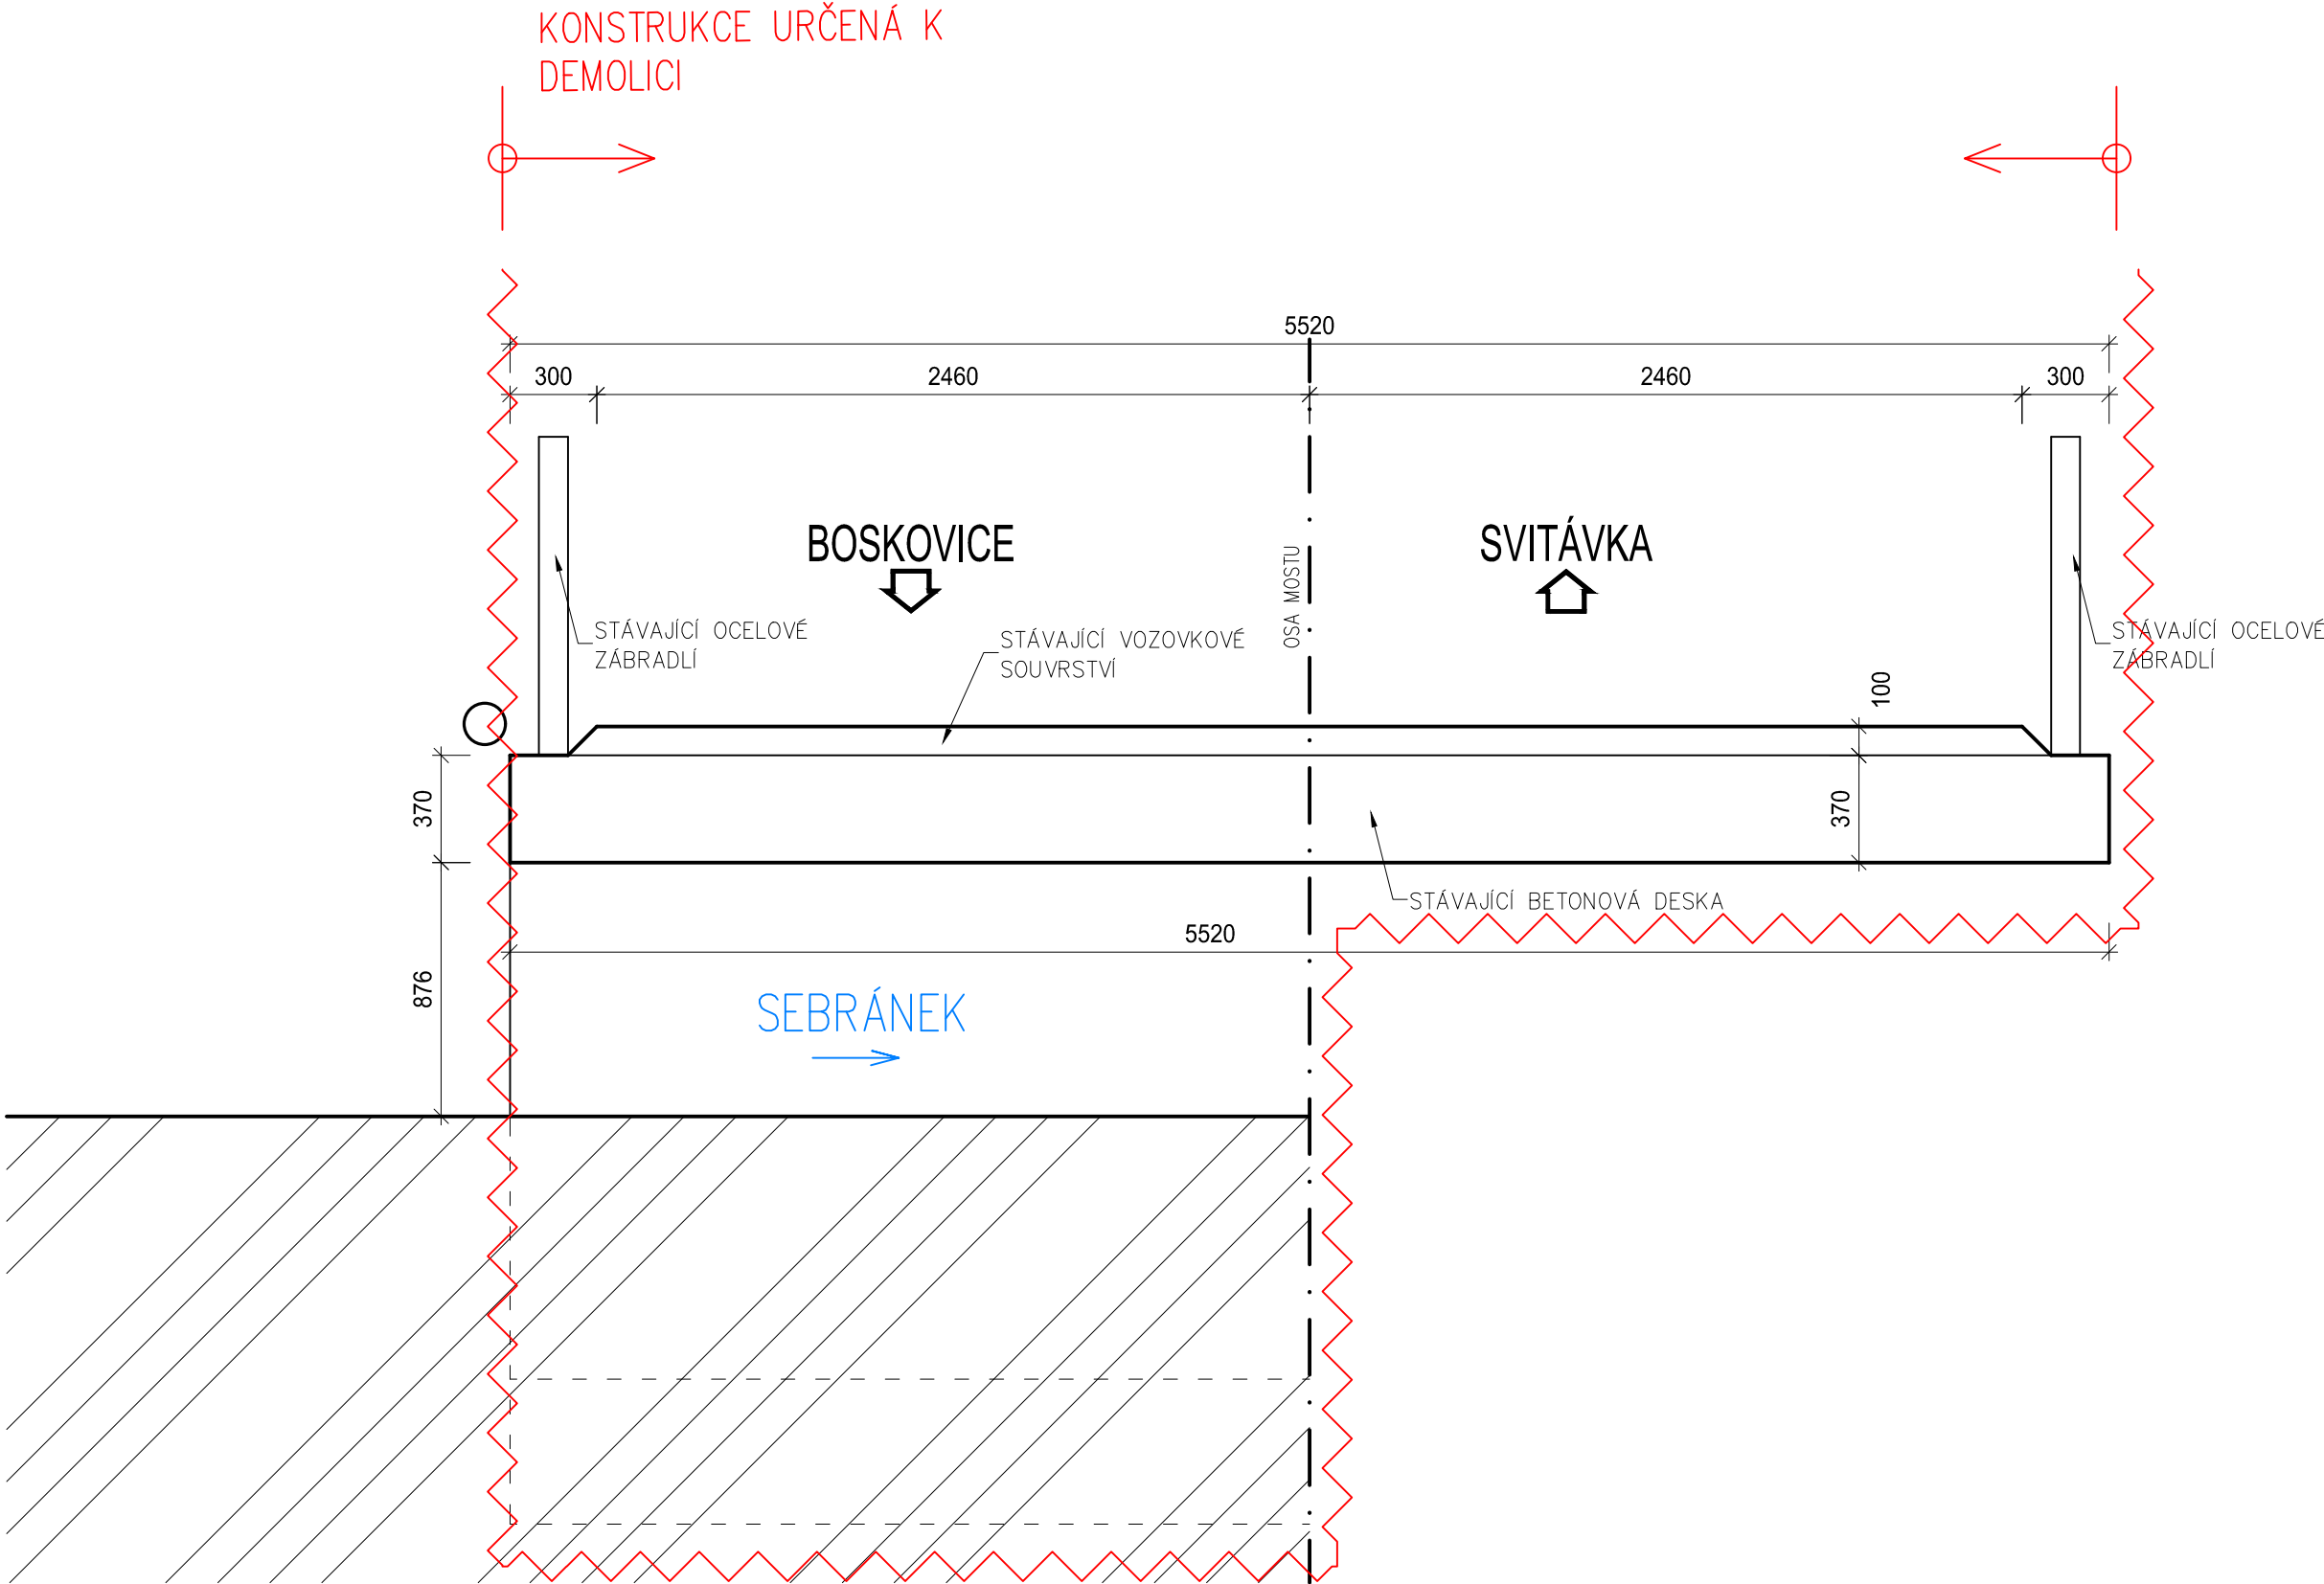 KONSTRUKCE URČENÁ K
DEMOLICI
5520
300
2460
2460
300
BOSKOVICE
SVITÁVKA
OSA MOSTU
STÁVAJÍCÍ OCELOVÉ
ZÁBRADLÍ
STÁVAJÍCÍ VOZOVKOVÉ
SOUVRSTVÍ
STÁVAJÍCÍ OCELOVÉ
ZÁBRADLÍ
100
370
370
STÁVAJÍCÍ BETONOVÁ DESKA
5520
876
SEBRÁNEK